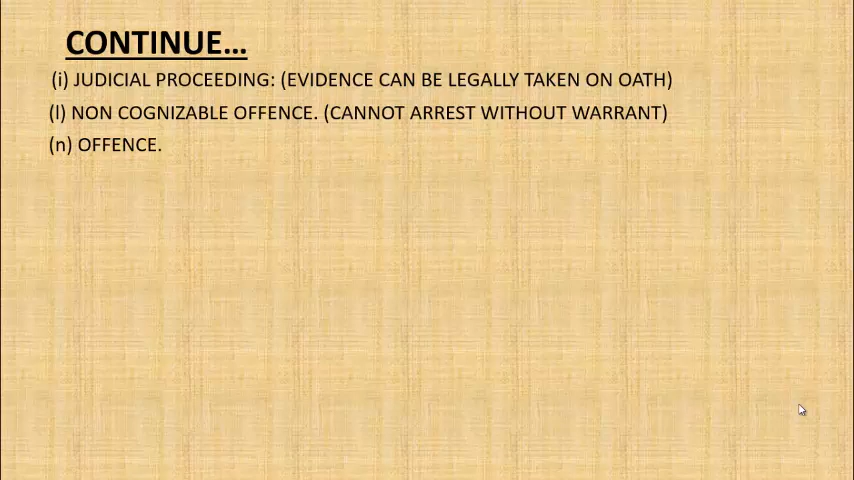 CONTINUE...
(i) JUDICIAL PROCEEDING: (EVIDENCE CAN BE LEGALLY TAKEN ON OATH)
(l) NON COGNIZABLE OFFENCE. (CANNOT ARREST WITHOUT WARRANT)
(n) OFFENCE.